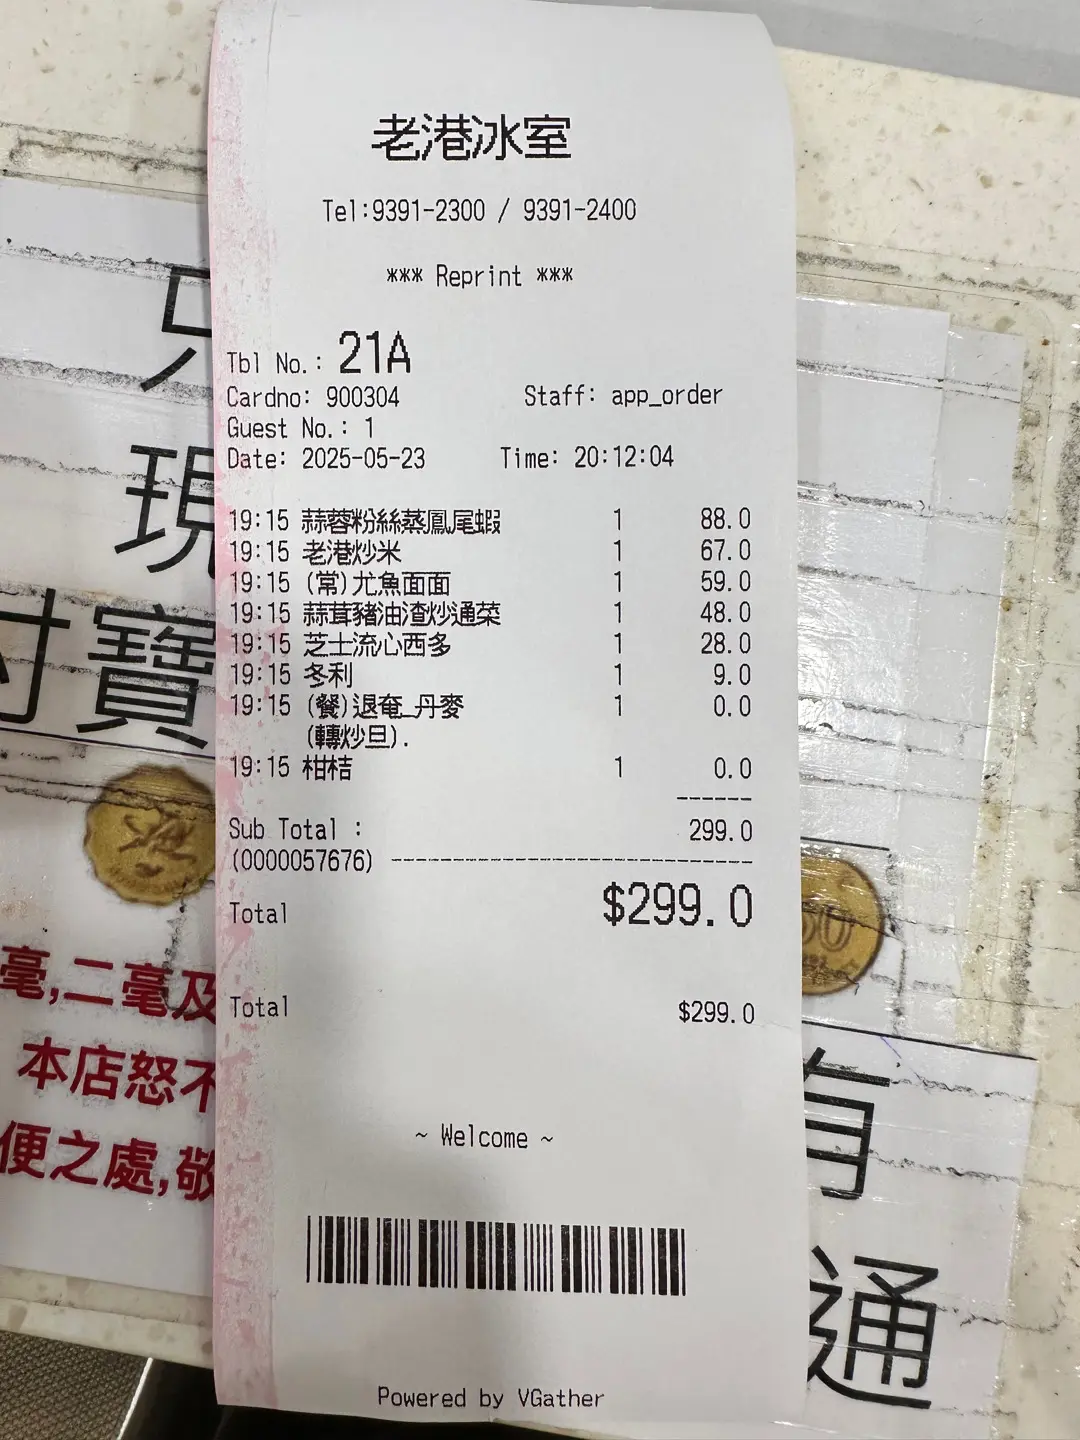 老港冰室
Tel:9391-2300 / 9391-2400
*** Reprint ***
Tbl No.: 21A
Cardno: 900304 Staff: app_order
Guest No.: 1
Date: 2025-05-23 Time: 20:12:04
19:15 蒜蓉粉絲蒸鳳尾蝦 1 88.0
19:15 老港炒米 1 67.0
19:15 (常)尤魚面面 1 59.0
19:15 蒜茸豬油渣炒通菜 1 48.0
19:15 芝士流心西多 1 28.0
19:15 冬利 1 9.0
19:15 (餐)退奄_丹麥 1 0.0
(轉炒旦).
19:15 柑桔 1 0.0
Sub Total : 299.0
(0000057676)
Total $299.0
Total $299.0
~ Welcome ~
Powered by VGather
只
現
付寶
毫,二毫及
本店恕不
便之處,敬
有
通